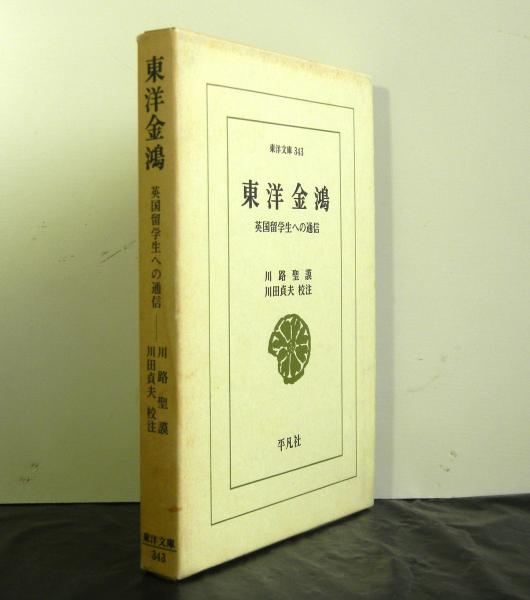 東洋金鴻
英国留学生への通信——川路聖謨
川田貞夫 校注
東洋文庫
343
東洋文庫 343
東洋金鴻
英国留学生への通信
川路聖謨
川田貞夫 校注
平凡社